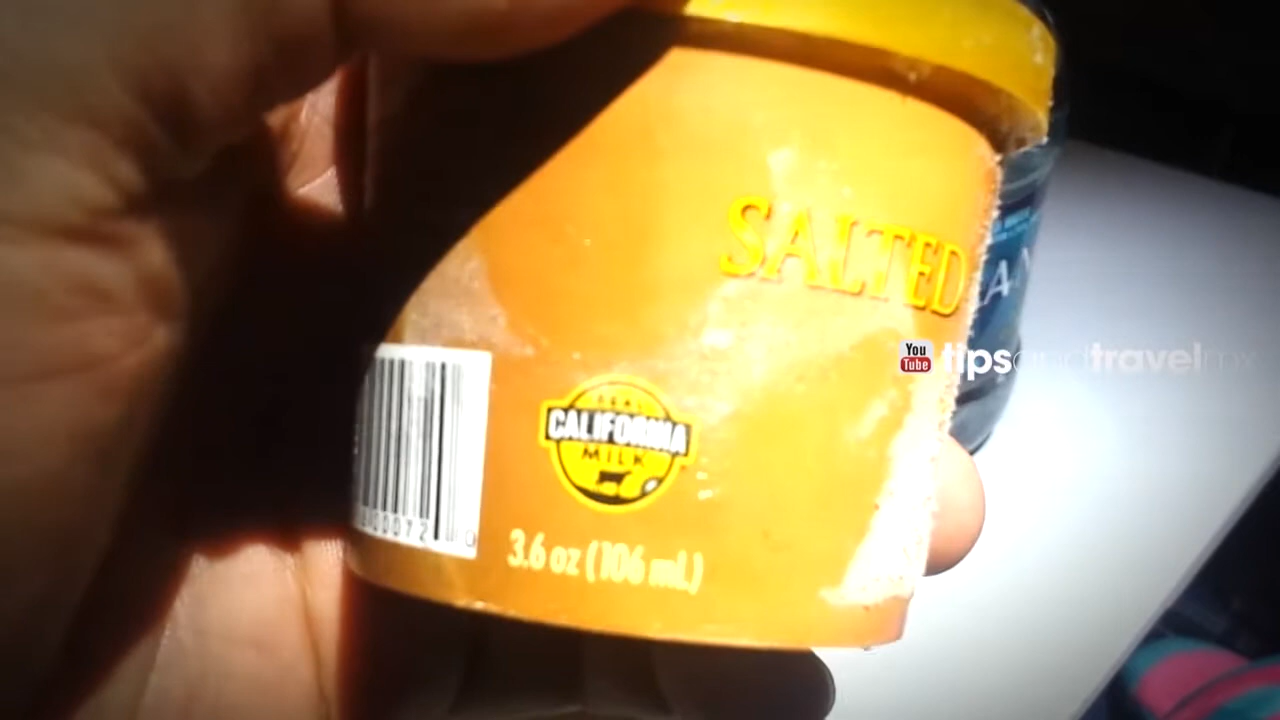 SALTED
You
Tube
tipsandtravelmx
REAL
CALIFORNIA
MILK
3.6 oz (106 mL)